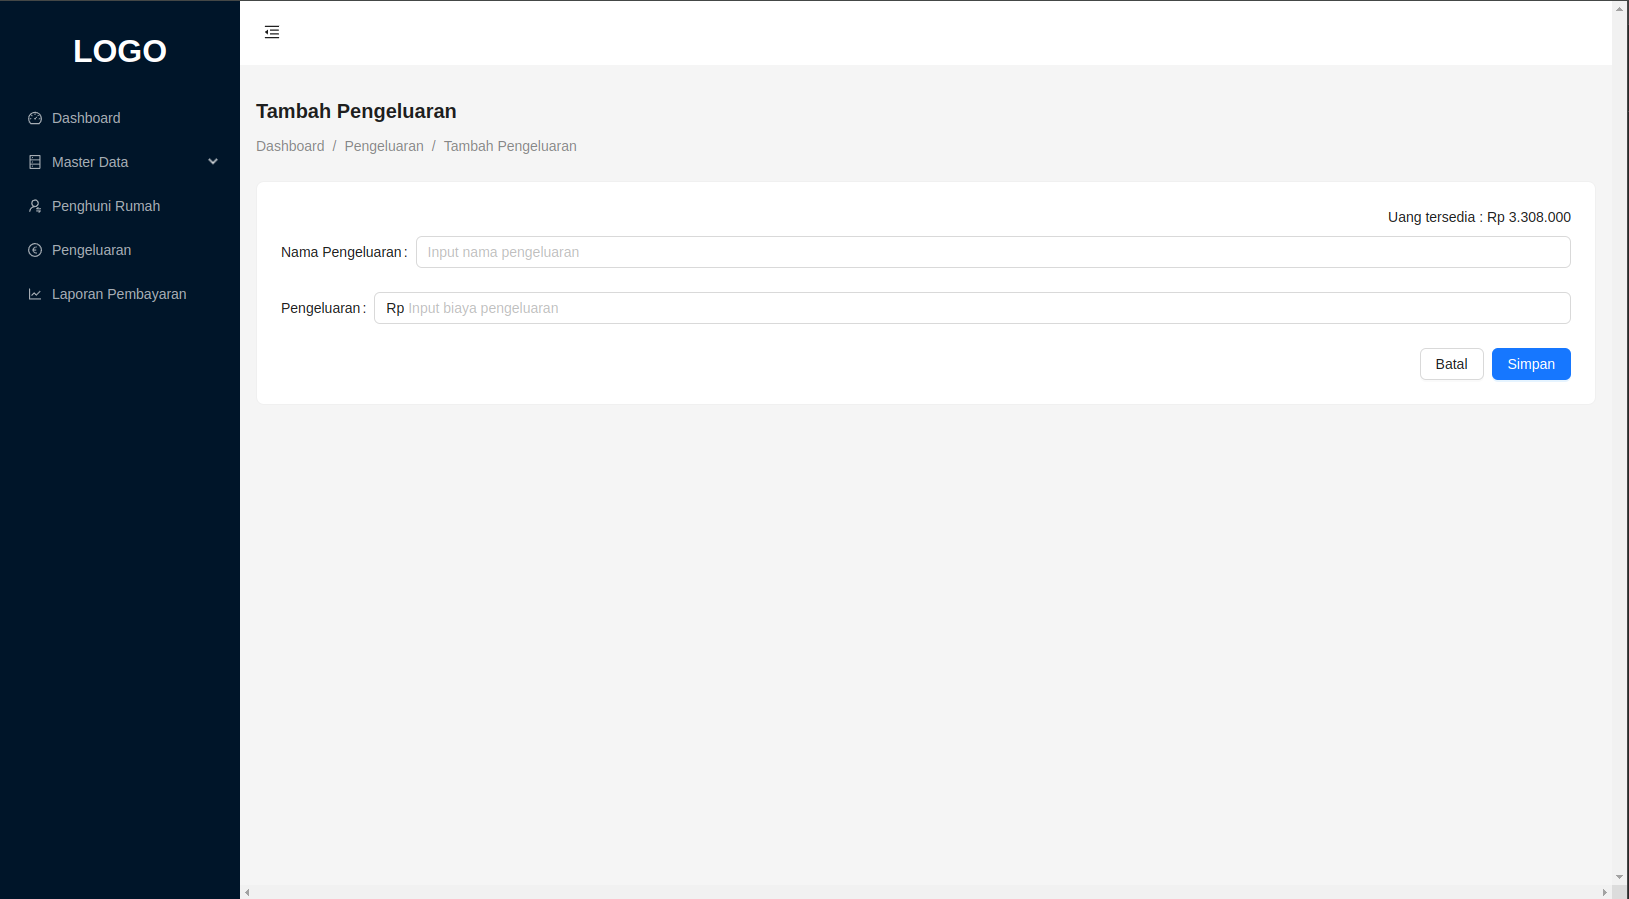 LOGO
Dashboard
Master Data
Penghuni Rumah
Pengeluaran
Laporan Pembayaran
Tambah Pengeluaran
Dashboard / Pengeluaran / Tambah Pengeluaran
Uang tersedia : Rp 3.308.000
Nama Pengeluaran : Input nama pengeluaran
Pengeluaran : Rp Input biaya pengeluaran
Batal Simpan